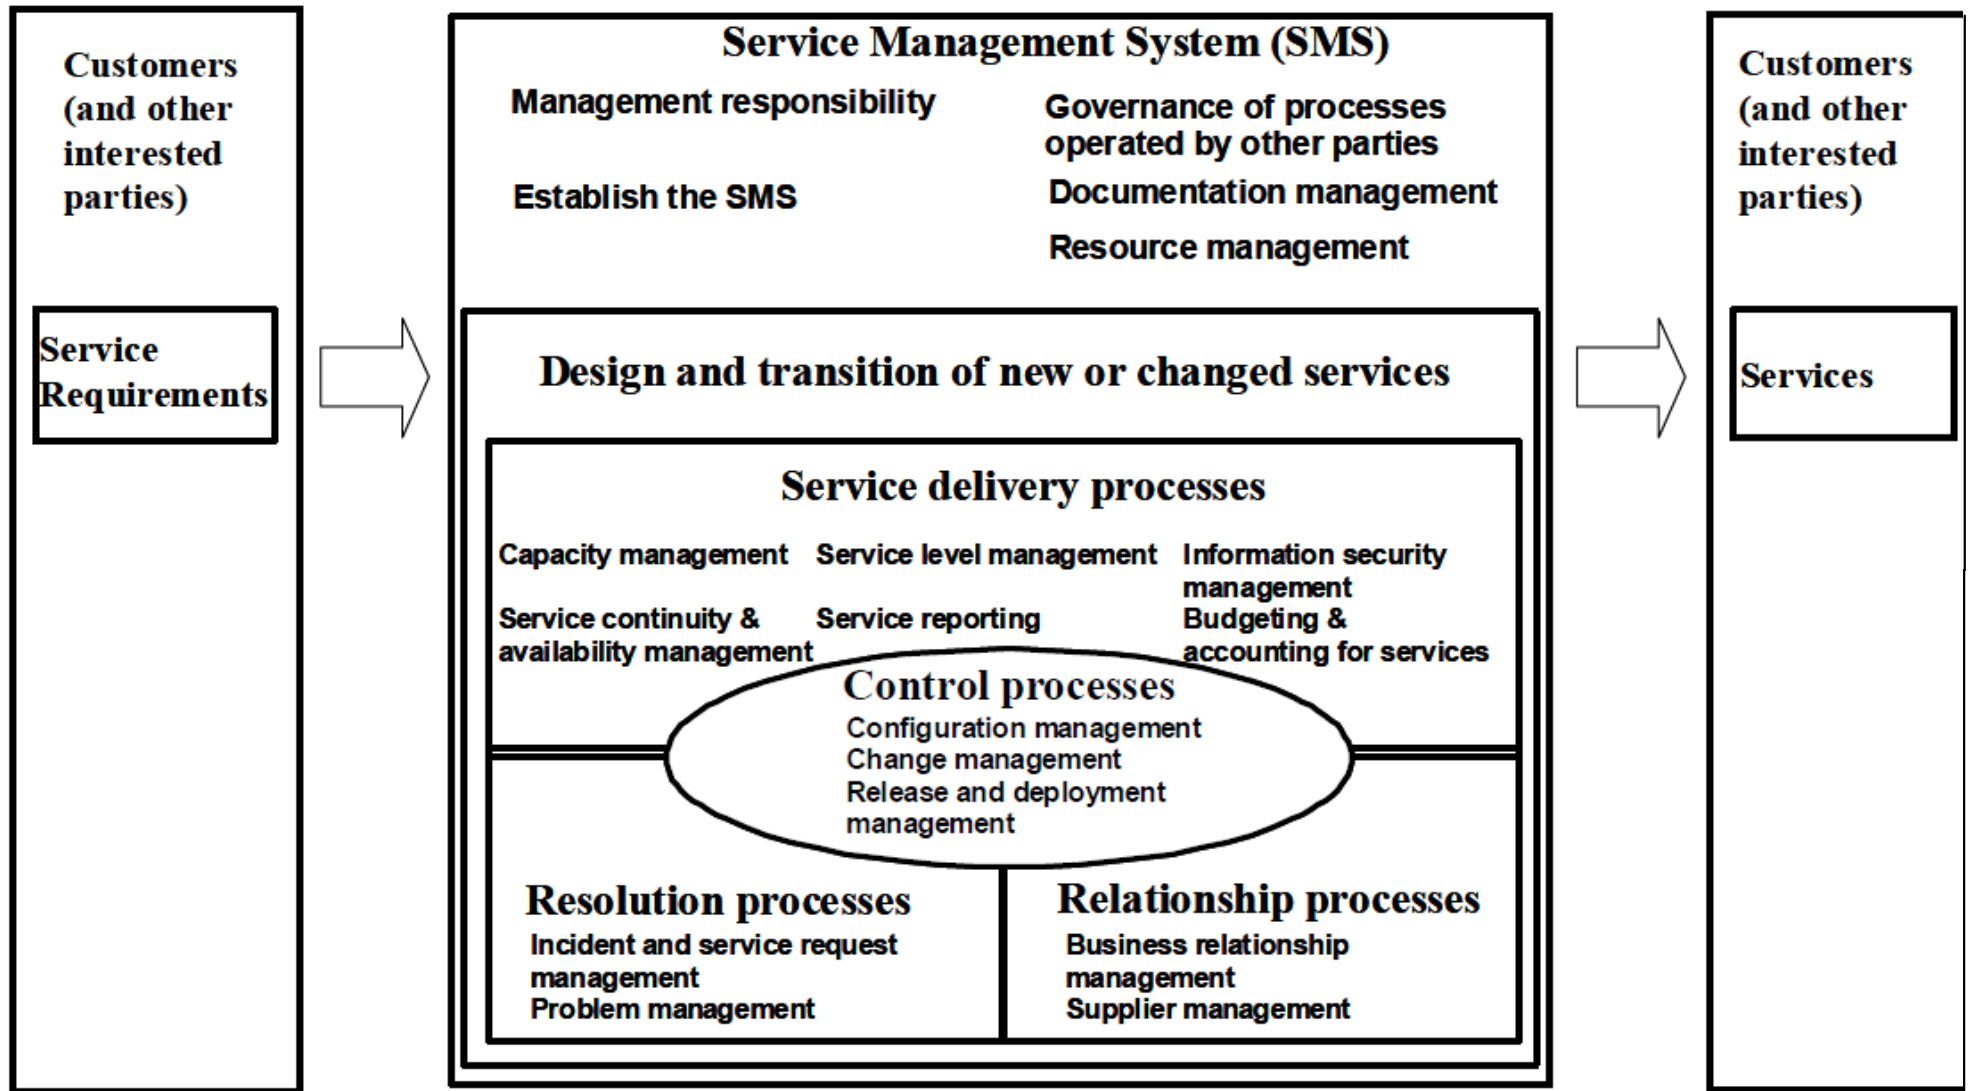 Customers
(and other
interested
parties)
Service
Requirements
Service Management System (SMS)
Management responsibility
Establish the SMS
Governance of processes
operated by other parties
Documentation management
Resource management
Design and transition of new or changed services
Service delivery processes
Capacity management
Service continuity &
availability management
Service level management
Service reporting
Information security
management
Budgeting &
accounting for services
Control processes
Configuration management
Change management
Release and deployment
management
Resolution processes
Incident and service request
management
Problem management
Relationship processes
Business relationship
management
Supplier management
Customers
(and other
interested
parties)
Services